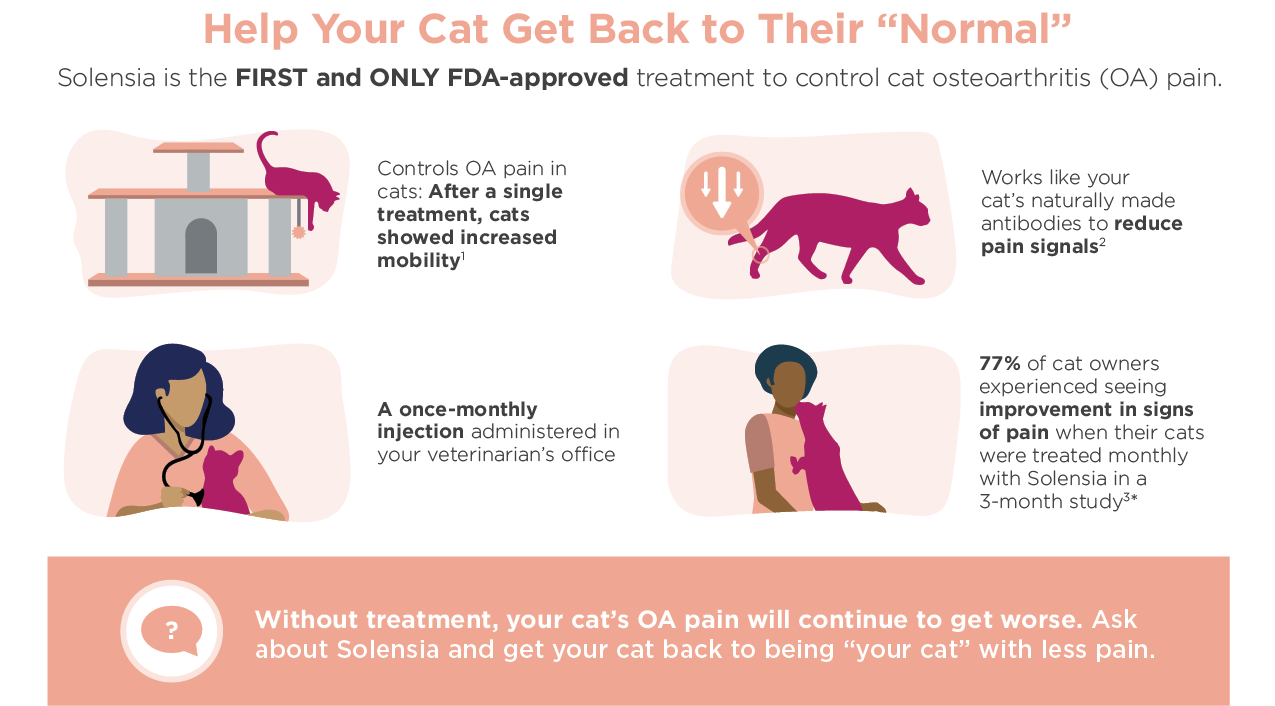 Help Your Cat Get Back to Their “Normal”
Solensia is the FIRST and ONLY FDA-approved treatment to control cat osteoarthritis (OA) pain.
Controls OA pain in
cats: After a single
treatment, cats
showed increased
mobility¹
Works like your
cat’s naturally made
antibodies to reduce
pain signals²
A once-monthly
injection administered in
your veterinarian’s office
77% of cat owners
experienced seeing
improvement in signs
of pain when their cats
were treated monthly
with Solensia in a
3-month study³*
?
Without treatment, your cat’s OA pain will continue to get worse. Ask
about Solensia and get your cat back to being “your cat” with less pain.